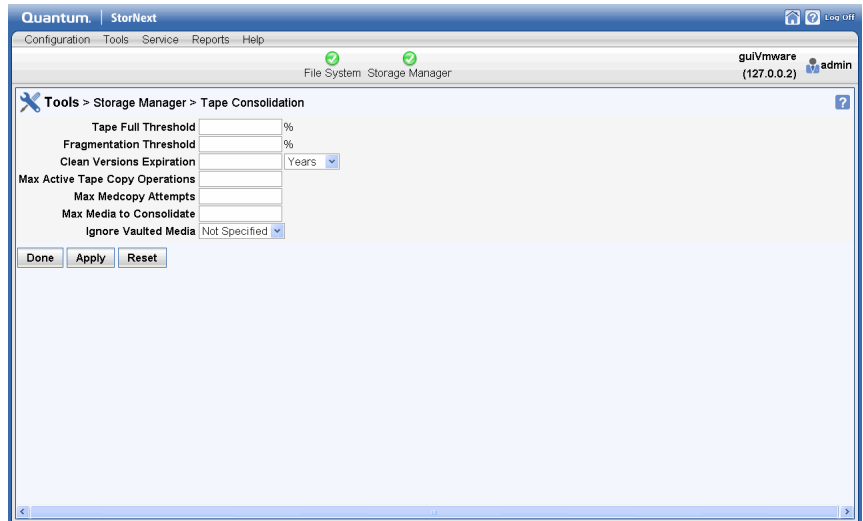 Quantum. | StorNext
Log Off
Configuration Tools Service Reports Help
File System Storage Manager
guiVmware
(127.0.0.2)
admin
Tools > Storage Manager > Tape Consolidation
?
Tape Full Threshold %
Fragmentation Threshold %
Clean Versions Expiration Years
Max Active Tape Copy Operations
Max Medcopy Attempts
Max Media to Consolidate
Ignore Vaulted Media Not Specified
Done Apply Reset